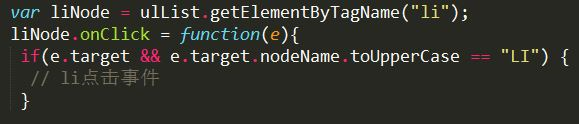 var liNode = ulList.getElementByTagName("li");
liNode.onClick = function(e){
if(e.target && e.target.nodeName.toUpperCase == "LI") {
// li点击事件
}